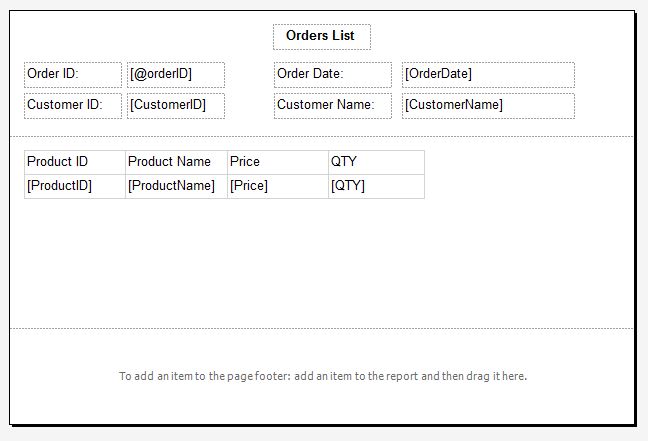 Orders List
Order ID: [@orderID] Order Date: [OrderDate]
Customer ID: [CustomerID] Customer Name: [CustomerName]
Product ID Product Name Price QTY
[ProductID] [ProductName] [Price] [QTY]
To add an item to the page footer: add an item to the report and then drag it here.